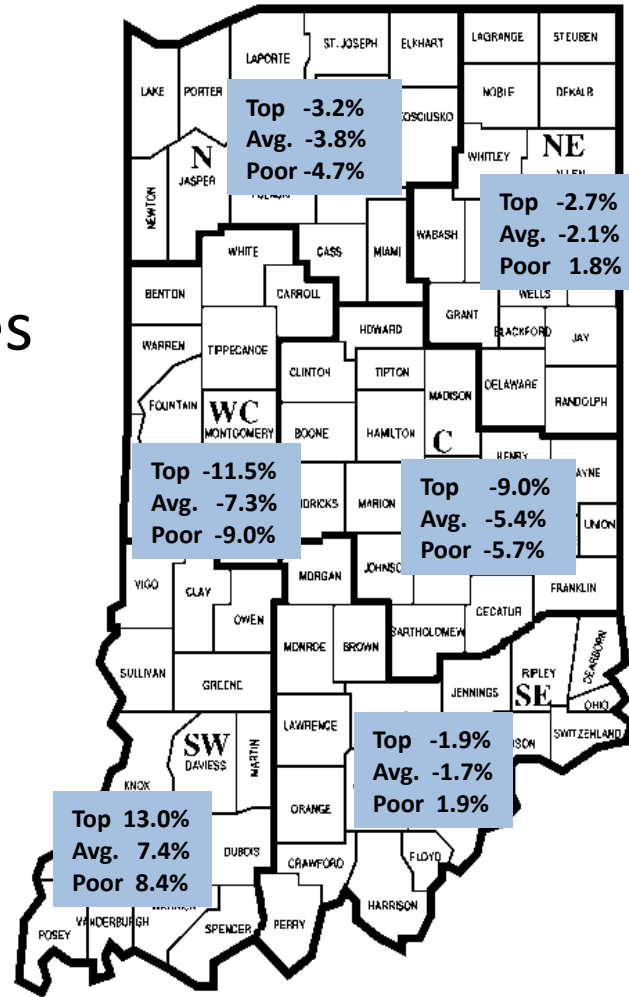 ST. JOSEPH
ELKHART
LAGRANGE
STEUBEN
LAPORTE
LAKE
PORTER
NOBLE
DEKALB
Top -3.2%
Avg. -3.8%
Poor -4.7%
N
JASPER
NEWTON
WHITLEY
NE
Top -2.7%
Avg. -2.1%
Poor 1.8%
WABASH
WHITE
CASS
MIAMI
BENTON
CARROLL
GRANT
WELLS
BLACKFORD
JAY
es
HOWARD
WARREN
TIPPECANOE
CLINTON
TIPTON
MADISON
DELAWARE
RANDOLPH
FOUNTAIN
WC
MONTGOMERY
BOONE
HAMILTON
C
HENRY
Top -11.5%
Avg. -7.3%
Poor -9.0%
MARION
Top -9.0%
Avg. -5.4%
Poor -5.7%
UNION
VIGO
CLAY
OWEN
MORGAN
FRANKLIN
DECATUR
MONROE
BROWN
BARTHOLOMEW
SULLIVAN
GREENE
JENNINGS
RIPLEY
DEARBORN
SE
OHIO
SWITZERLAND
LAWRENCE
KNOX
SW
DAVIESS
MARTIN
Top -1.9%
Avg. -1.7%
Poor 1.9%
ORANGE
Top 13.0%
Avg. 7.4%
Poor 8.4%
DUBOIS
CRAWFORD
FLOYD
HARRISON
POSEY
VANDERBURGH
SPENCER
PERRY